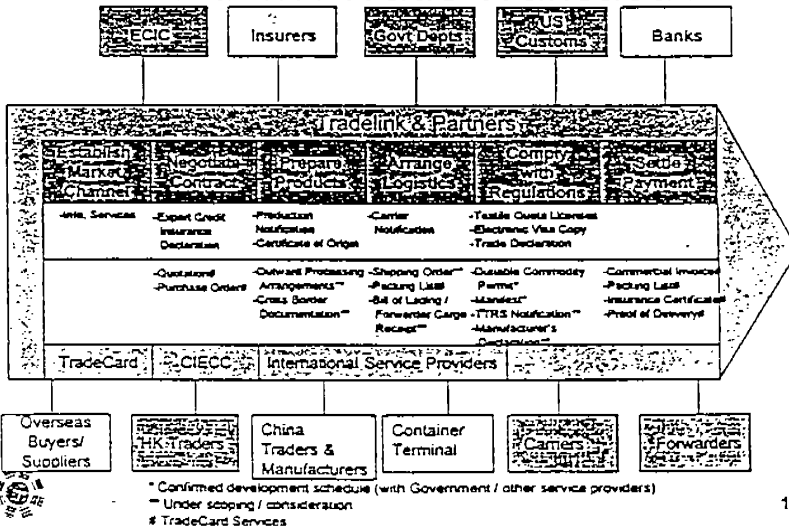 ECIC
Insurers
Govt Depts
US
Customs
Banks
Tradelink & Partners
Establish
Market
Channel
Negotiate
Contract
Prepare
Products
Arrange
Logistics
Comply
with
Regulations
Settle
Payment
-Info. Services
-Export Credit
Insurance
Declaration
-Production
Notification
-Certificate of Origin
-Carrier
Notification
-Textile Quota Licenses
-Electronic Visa Copy
-Trade Declaration
-Quotation#
-Purchase Order#
-Outward Processing
Arrangements**
-Cross Border
Documentation**
-Shipping Order**
-Packing List#
-Bill of Lading /
Forwarder Cargo
Receipt**
-Dutiable Commodity
Permit*
-Manifest*
-TTRS Notification**
-Manufacturer's
Declaration**
-Commercial Invoice#
-Packing List#
-Insurance Certificate#
-Proof of Delivery#
TradeCard
CIECC
International Service Providers
Overseas
Buyers/
Suppliers
HK Traders
China
Traders &
Manufacturers
Container
Terminal
Carriers
Forwarders
* Confirmed development schedule (with Government / other service providers)
** Under scoping / consideration
# TradeCard Services
1